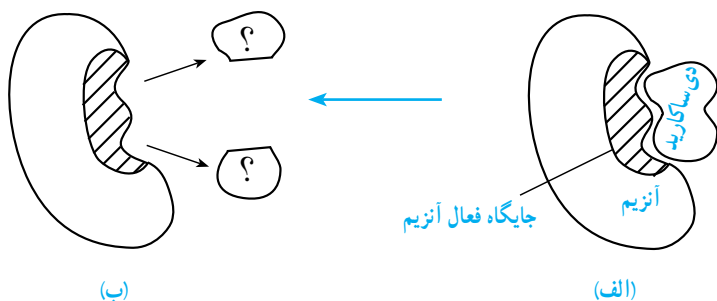 دی ساکارید
آنزیم
جایگاه فعال آنزیم
(الف)
؟
؟
(ب)